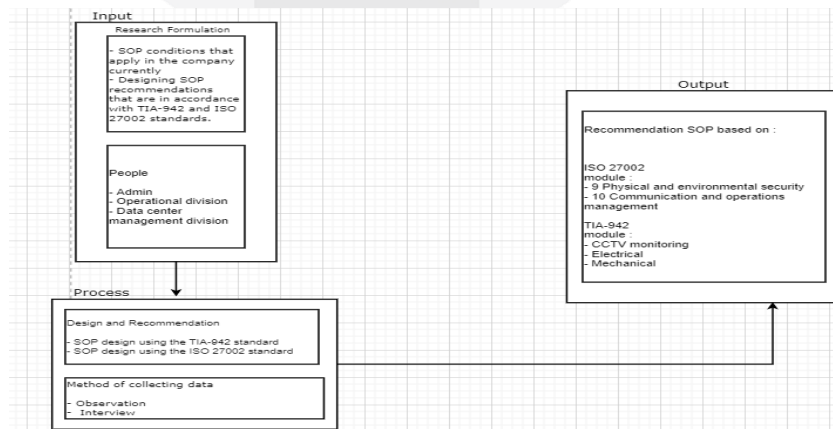 Input
Research Formulation
- SOP conditions that
apply in the company
currently
- Designing SOP
recommendations
that are in accordance
with TIA-942 and ISO
27002 standards.
People
- Admin
- Operational division
- Data center
management division
Process
Design and Recommendation
- SOP design using the TIA-942 standard
- SOP design using the ISO 27002 standard
Method of collecting data
- Observation
- Interview
Output
Recommendation SOP based on :
ISO 27002
module :
- 9 Physical and environmental security
- 10 Communication and operations
management
TIA-942
module :
- CCTV monitoring
- Electrical
- Mechanical